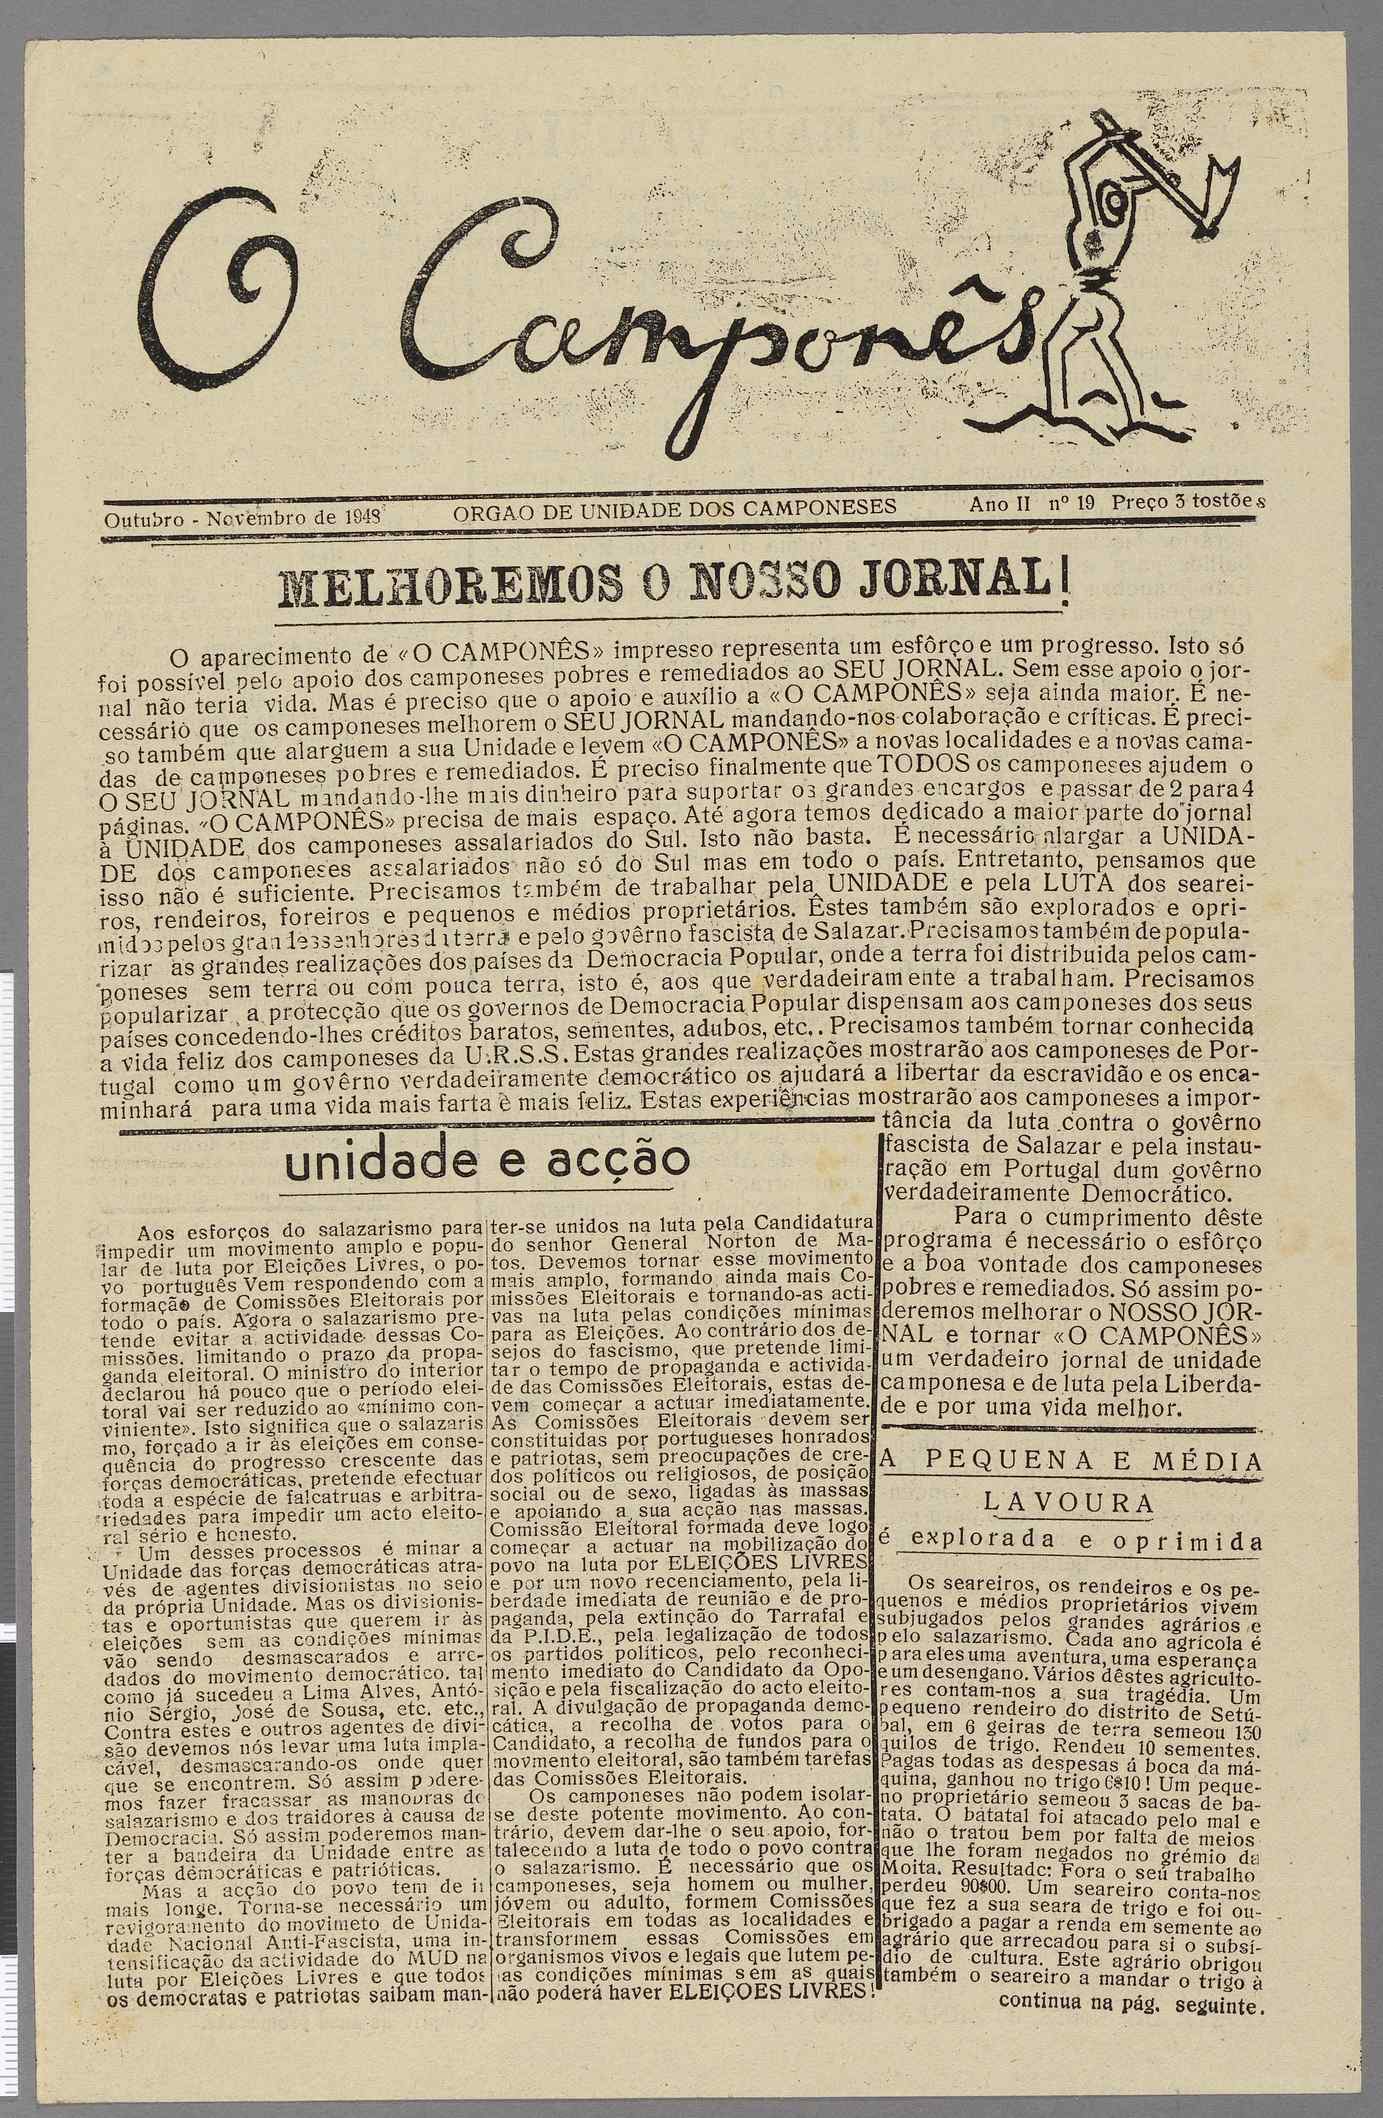 O Camponês
Outubro - Novembro de 1948
ORGAO DE UNIDADE DOS CAMPONESES
Ano II nº 19 Preço 3 tostões
MELHOREMOS O NOSSO JORNAL!
O aparecimento de «O CAMPONÊS» impresso representa um esfôrço e um progresso. Isto só
foi possível pelo apoio dos camponeses pobres e remediados ao SEU JORNAL. Sem esse apoio o jor-
nal não teria vida. Mas é preciso que o apoio e auxílio a «O CAMPONÊS» seja ainda maior. É ne-
cessário que os camponeses melhorem o SEU JORNAL mandando-nos colaboração e críticas. É preci-
so também que alarguem a sua Unidade e levem «O CAMPONÊS» a novas localidades e a novas cama-
das de camponeses pobres e remediados. É preciso finalmente que TODOS os camponeses ajudem o
O SEU JORNAL mandando-lhe mais dinheiro para suportar os grandes encargos e passar de 2 para 4
páginas. «O CAMPONÊS» precisa de mais espaço. Até agora temos dedicado a maior parte do jornal
à UNIDADE dos camponeses assalariados do Sul. Isto não basta. É necessário alargar a UNIDA-
DE dos camponeses assalariados não só do Sul mas em todo o país. Entretanto, pensamos que
isso não é suficiente. Precisamos também de trabalhar pela UNIDADE e pela LUTA dos searei-
ros, rendeiros, foreiros e pequenos e médios proprietários. Êstes também são explorados e opri-
midos pelos grandes senhores da terra e pelo govêrno fascista de Salazar. Precisamos também de popula-
rizar as grandes realizações dos países da Democracia Popular, onde a terra foi distribuida pelos cam-
poneses sem terra ou com pouca terra, isto é, aos que verdadeiramente a trabalham. Precisamos
popularizar a protecção que os governos de Democracia Popular dispensam aos camponeses dos seus
países concedendo-lhes créditos baratos, sementes, adubos, etc.. Precisamos também tornar conhecida
a vida feliz dos camponeses da U.R.S.S. Estas grandes realizações mostrarão aos camponeses de Por-
tugal como um govêrno verdadeiramente democrático os ajudará a libertar da escravidão e os enca-
minhará para uma vida mais farta e mais feliz. Estas experiências mostrarão aos camponeses a impor-
tância da luta contra o govêrno
fascista de Salazar e pela instau-
ração em Portugal dum govêrno
verdadeiramente Democrático.
Para o cumprimento dêste
programa é necessário o esfôrço
e a boa vontade dos camponeses
pobres e remediados. Só assim po-
deremos melhorar o NOSSO JOR-
NAL e tornar «O CAMPONÊS»
um verdadeiro jornal de unidade
camponesa e de luta pela Liberda-
de e por uma vida melhor.
unidade e acção
Aos esforços do salazarismo para
impedir um movimento amplo e popu-
lar de luta por Eleições Livres, o po-
vo português Vem respondendo com a
formação de Comissões Eleitorais por
todo o país. Agora o salazarismo pre-
tende evitar a actividade dessas Co-
missões, limitando o prazo da propa-
ganda eleitoral. O ministro do interior
declarou há pouco que o período elei-
toral vai ser reduzido ao «mínimo con-
viniente». Isto significa que o salazaris
mo, forçado a ir às eleições em conse-
quência do progresso crescente das
forças democráticas, pretende efectuar
toda a espécie de falcatruas e arbitra-
riedades para impedir um acto eleito-
ral sério e honesto.
Um desses processos é minar a
Unidade das forças democráticas atra-
vés de agentes divisionistas no seio
da própria Unidade. Mas os divisionis-
tas e oportunistas que querem ir às
eleições sem as condições mínimas
vão sendo desmascarados e arre-
dados do movimento democrático, tal
como já sucedeu a Lima Alves, Antó-
nio Sérgio, José de Sousa, etc. etc.,
Contra estes e outros agentes de divi-
são devemos nós levar uma luta impla-
cável, desmascarando-os onde quer
que se encontrem. Só assim podere-
mos fazer fracassar as manobras do
salazarismo e dos traidores à causa da
Democracia. Só assim poderemos man-
ter a bandeira da Unidade entre as
forças democráticas e patrióticas.
Mas a acção do povo tem de ir
mais longe. Torna-se necessário um
revigoramento do movimeto de Unida-
dade Nacional Anti-Fascista, uma in-
tensificação da actividade do MUD na
luta por Eleições Livres e que todos
os democratas e patriotas saibam man-
ter-se unidos na luta pela Candidatura
do senhor General Norton de Ma-
tos. Devemos tornar esse movimento
mais amplo, formando ainda mais Co-
missões Eleitorais e tornando-as acti-
vas na luta pelas condições mínimas
para as Eleições. Ao contrário dos de-
sejos do fascismo, que pretende limi-
tar o tempo de propaganda e activida-
de das Comissões Eleitorais, estas de-
vem começar a actuar imediatamente.
As Comissões Eleitorais devem ser
constituidas por portugueses honrados
e patriotas, sem preocupações de cre-
dos políticos ou religiosos, de posição
social ou de sexo, ligadas às massas
e apoiando a sua acção nas massas.
Comissão Eleitoral formada deve logo
começar a actuar na mobilização do
povo na luta por ELEIÇÕES LIVRES
e por um novo recenciamento, pela li-
berdade imediata de reunião e de pro-
paganda, pela extinção do Tarrafal e
da P.I.D.E., pela legalização de todos
os partidos políticos, pelo reconheci-
mento imediato do Candidato da Opo-
sição e pela fiscalização do acto eleito-
ral. A divulgação de propaganda demo-
cática, a recolha de votos para o
Candidato, a recolha de fundos para o
movmento eleitoral, são também tarefas
das Comissões Eleitorais.
Os camponeses não podem isolar-
se deste potente movimento. Ao con-
trário, devem dar-lhe o seu apoio, for-
talecendo a luta de todo o povo contra
o salazarismo. É necessário que os
camponeses, seja homem ou mulher,
jóvem ou adulto, formem Comissões
Eleitorais em todas as localidades e
transformem essas Comissões em
organismos vivos e legais que lutem pe-
las condições mínimas sem as quais
não poderá haver ELEIÇOES LIVRES!
A PEQUENA E MÉDIA
LAVOURA
é explorada e oprimida
Os seareiros, os rendeiros e os pe-
quenos e médios proprietários vivem
subjugados pelos grandes agrários e
pelo salazarismo. Cada ano agrícola é
para eles uma aventura, uma esperança
e um desengano. Vários dêstes agriculto-
res contam-nos a sua tragédia. Um
pequeno rendeiro do distrito de Setú-
bal, em 6 geiras de terra semeou 130
quilos de trigo. Rendeu 10 sementes.
Pagas todas as despesas á boca da má-
quina, ganhou no trigo 6$10! Um peque-
no proprietário semeou 3 sacas de ba-
tata. O batatal foi atacado pelo mal e
não o tratou bem por falta de meios
que lhe foram negados no grémio da
Moita. Resultado: Fora o seu trabalho
perdeu 90$00. Um seareiro conta-nos
que fez a sua seara de trigo e foi ou-
brigado a pagar a renda em semente ao
agrário que arrecadou para si o subsí-
dio de cultura. Este agrário obrigou
também o seareiro a mandar o trigo à
continua na pág. seguinte.